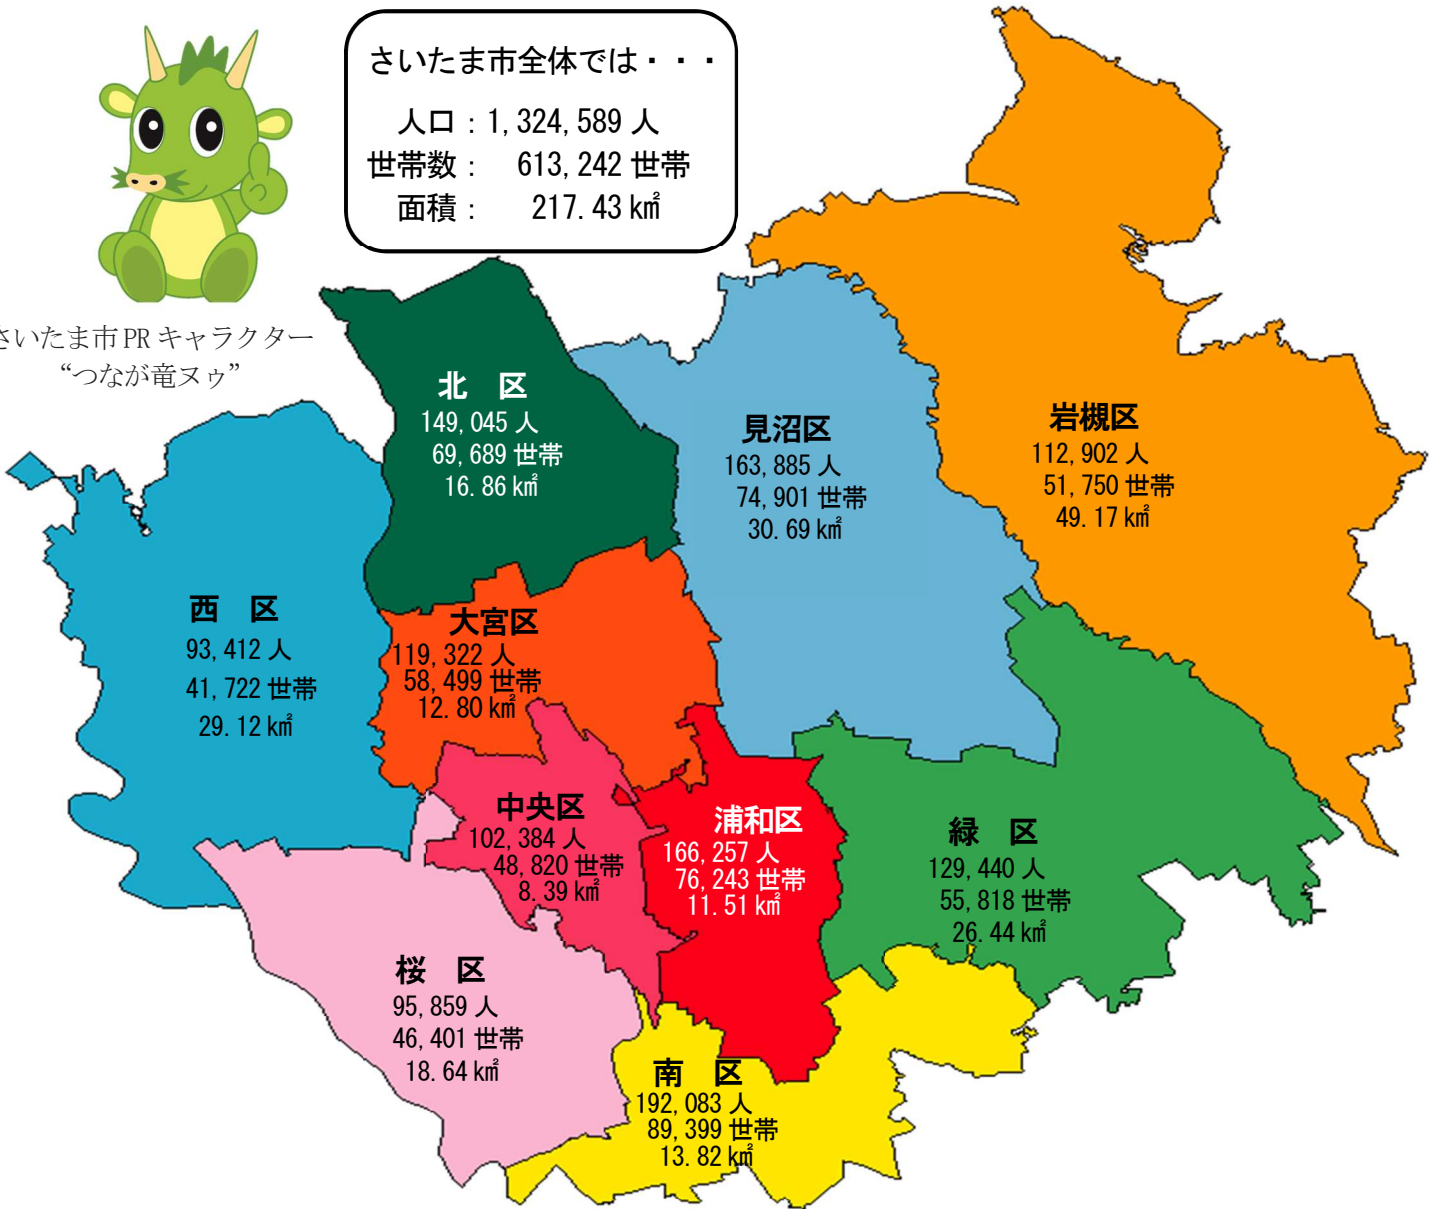 さいたま市全体では・・・
人口：1,324,589 人
世帯数： 613,242 世帯
面積： 217.43 ㎢
さいたま市 PR キャラクター
“つなが竜ヌゥ”
北 区
149,045 人
69,689 世帯
16.86 ㎢
見沼区
163,885 人
74,901 世帯
30.69 ㎢
岩槻区
112,902 人
51,750 世帯
49.17 ㎢
西 区
93,412 人
41,722 世帯
29.12 ㎢
大宮区
119,322 人
58,499 世帯
12.80 ㎢
中央区
102,384 人
48,820 世帯
8.39 ㎢
浦和区
166,257 人
76,243 世帯
11.51 ㎢
緑 区
129,440 人
55,818 世帯
26.44 ㎢
桜 区
95,859 人
46,401 世帯
18.64 ㎢
南 区
192,083 人
89,399 世帯
13.82 ㎢